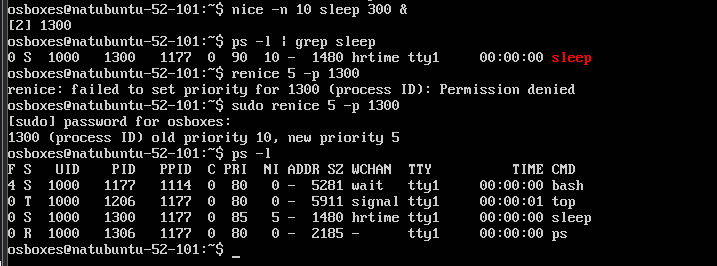 osboxes@natubuntu-52-101:~$ nice -n 10 sleep 300 &
[2] 1300
osboxes@natubuntu-52-101:~$ ps -l | grep sleep
0 S  1000    1300    1177  0  90  10 -  1480 hrtime tty1     00:00:00 sleep
osboxes@natubuntu-52-101:~$ renice 5 -p 1300
renice: failed to set priority for 1300 (process ID): Permission denied
osboxes@natubuntu-52-101:~$ sudo renice 5 -p 1300
[sudo] password for osboxes:
1300 (process ID) old priority 10, new priority 5
osboxes@natubuntu-52-101:~$ ps -l
F S   UID     PID    PPID  C PRI  NI ADDR SZ WCHAN  TTY          TIME CMD
4 S  1000    1177    1114  0  80   0 -  5281 wait   tty1     00:00:00 bash
0 T  1000    1206    1177  0  80   0 -  5911 signal tty1     00:00:01 top
0 S  1000    1300    1177  0  85   5 -  1480 hrtime tty1     00:00:00 sleep
0 R  1000    1306    1177  0  80   0 -  2185 -      tty1     00:00:00 ps
osboxes@natubuntu-52-101:~$ _